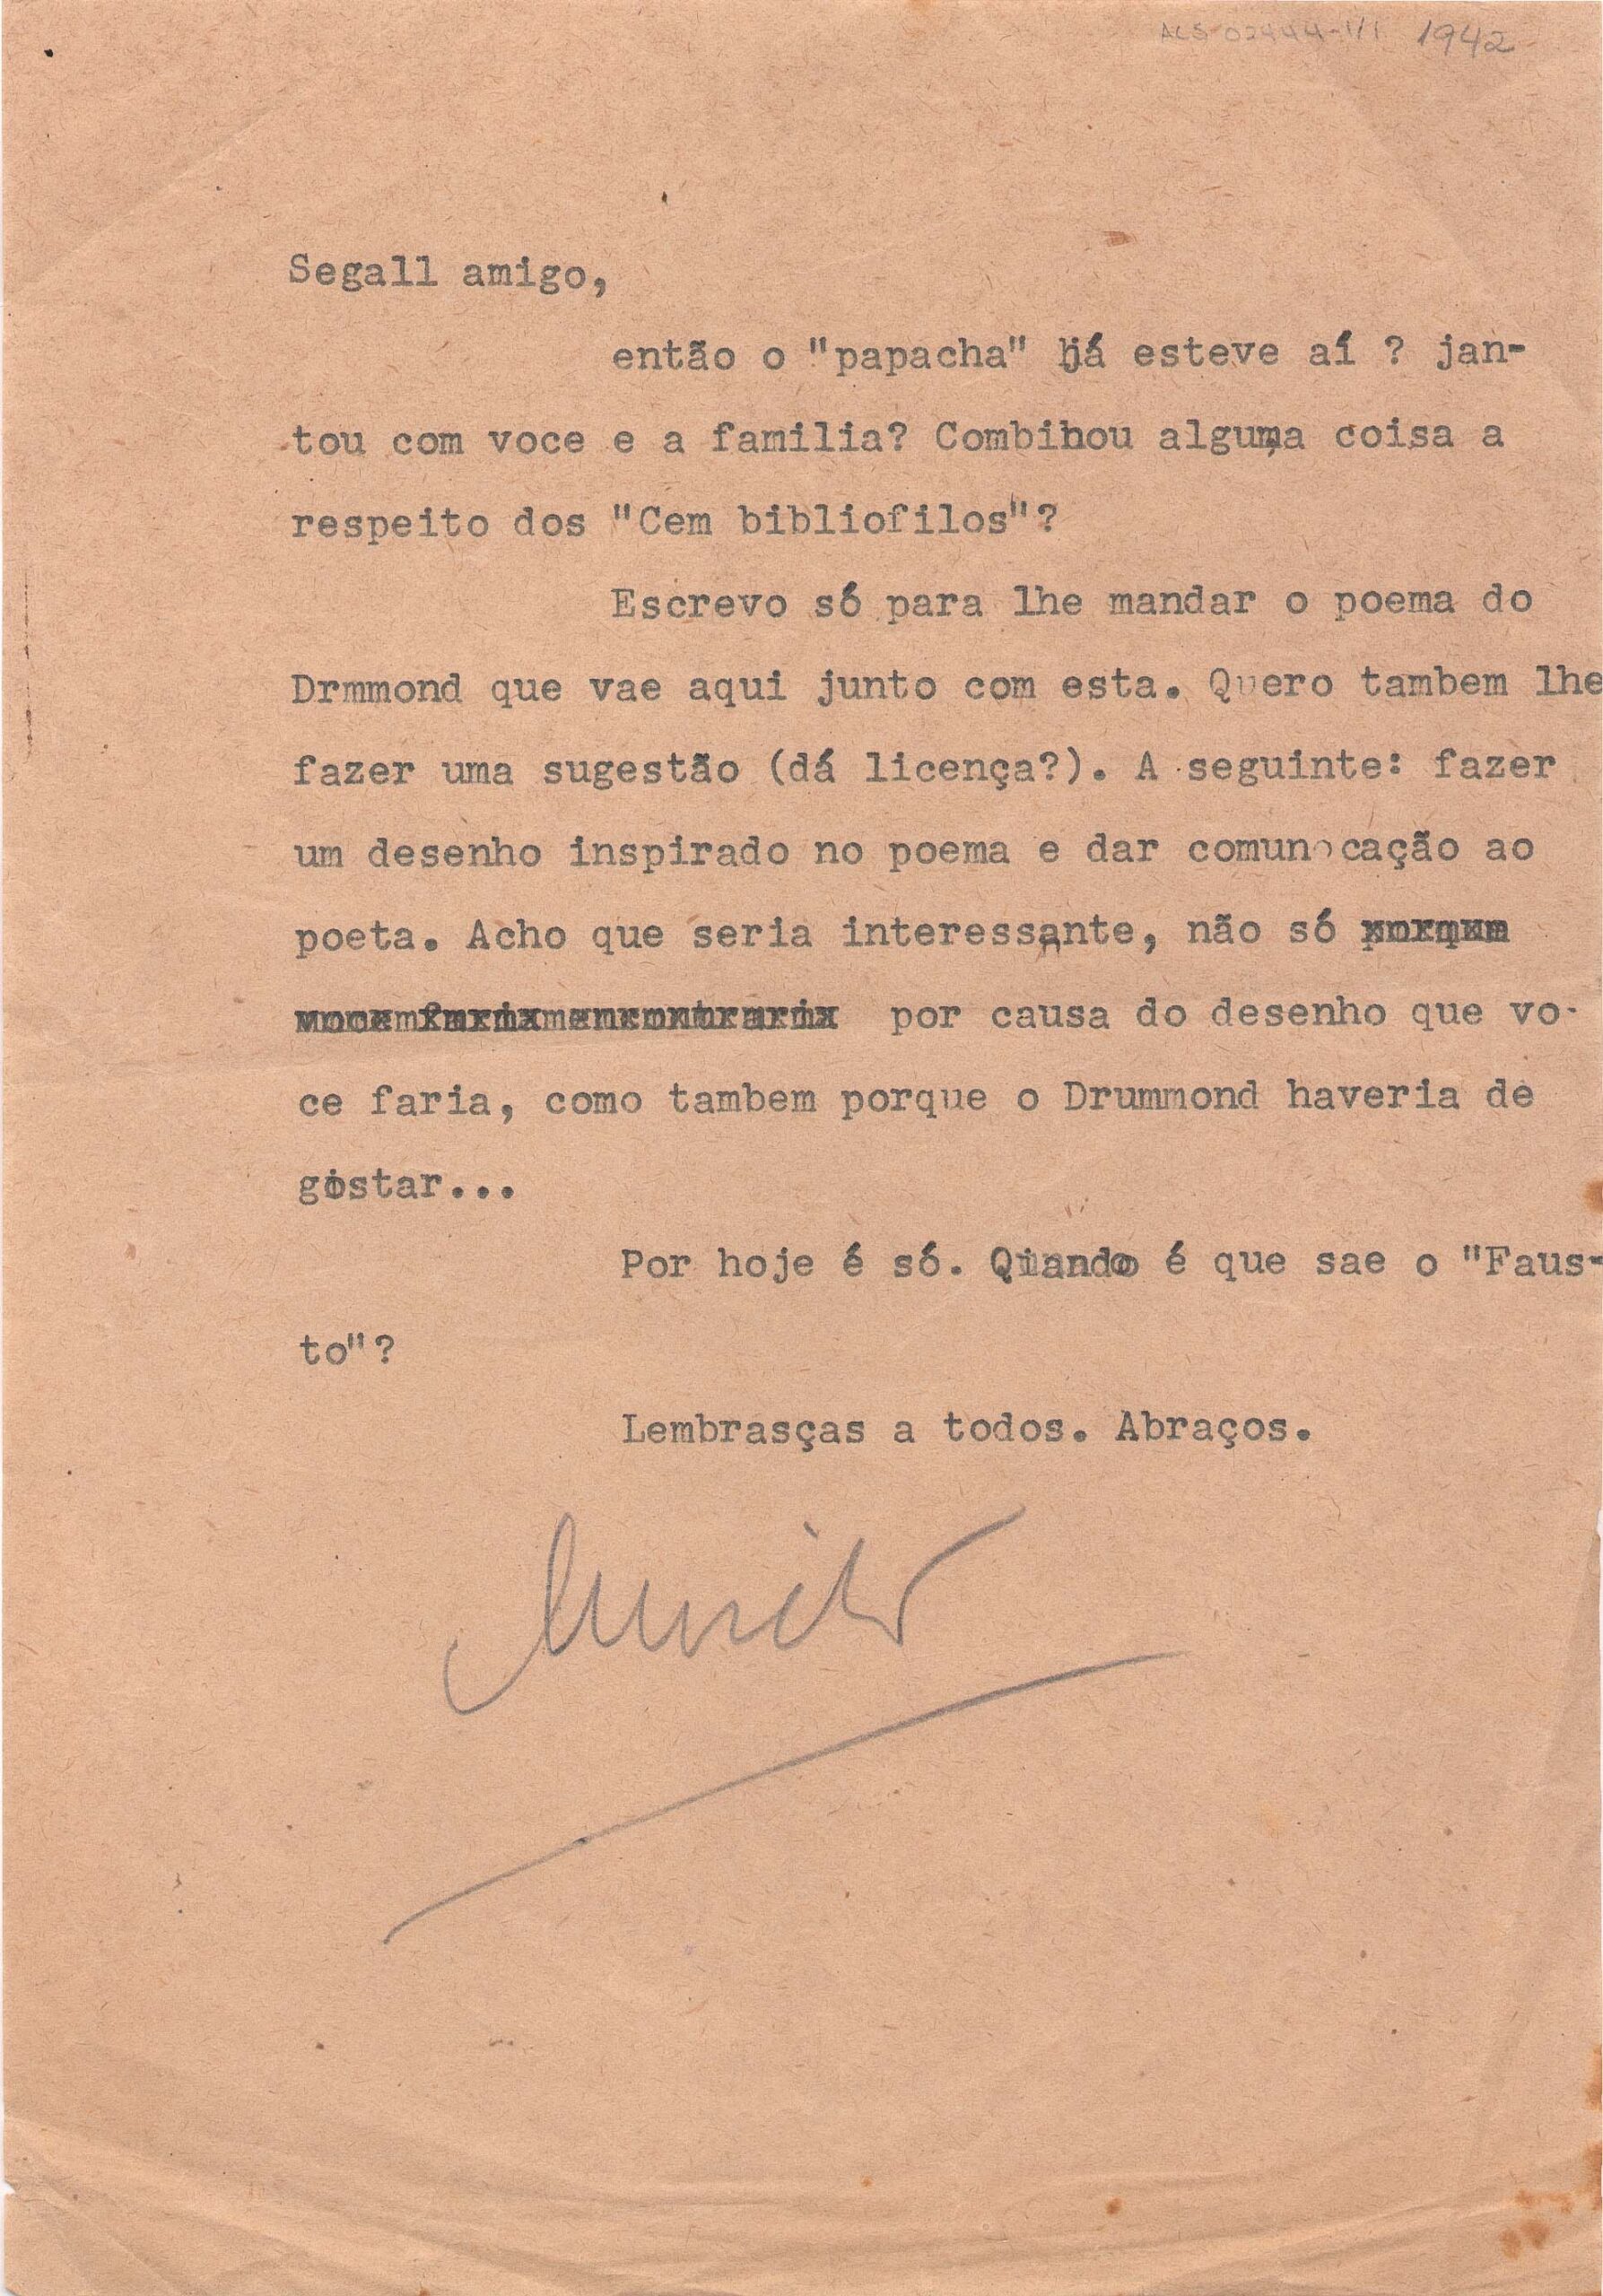 ALS 02444-1/1 1942
Segall amigo,
então o "papacha" já esteve aí ? jan-
tou com voce e a familia? Combinou alguma coisa a
respeito dos "Cem bibliofilos"?
Escrevo só para lhe mandar o poema do
Drmmond que vae aqui junto com esta. Quero tambem lhe
fazer uma sugestão (dá licença?). A seguinte: fazer
um desenho inspirado no poema e dar comunocação ao
poeta. Acho que seria interessante, não só
por causa do desenho que vo-
ce faria, como tambem porque o Drummond haveria de
gostar...
Por hoje é só. Quando é que sae o "Faus-
to"?
Lembrasças a todos. Abraços.
Murilo